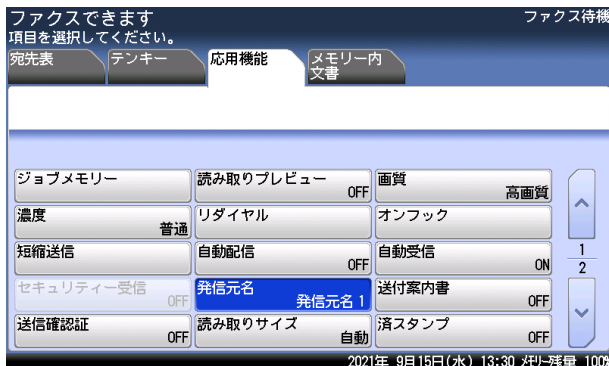 ファクスできます
ファクス待機
項目を選択してください。
宛先表
テンキー
応用機能
メモリー内
文書
ジョブメモリー
読み取りプレビュー
OFF
画質
高画質
濃度
普通
リダイヤル
オンフック
短縮送信
自動配信
OFF
自動受信
ON
セキュリティー受信
OFF
発信元名
発信元名 1
送付案内書
OFF
送信確認証
OFF
読み取りサイズ
自動
済スタンプ
OFF
1
2
2021年 9月15日(水) 13:30 メモリー残量 100%